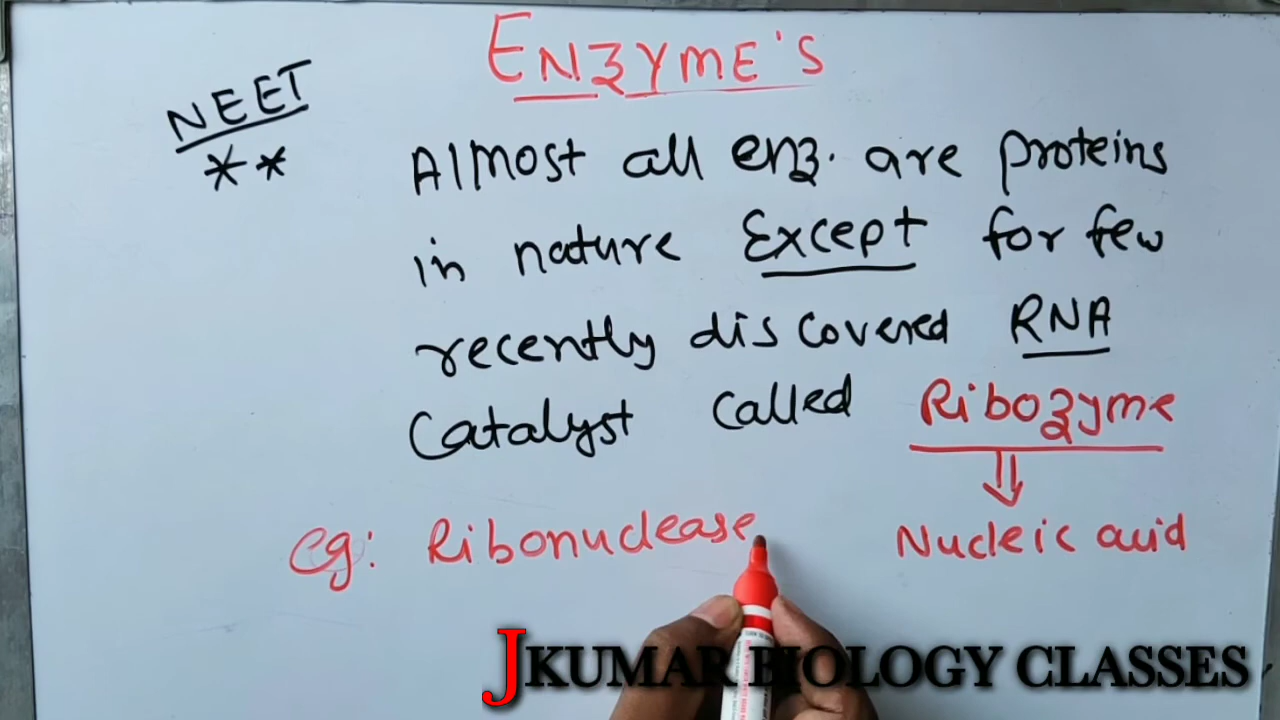 ENZYME'S
NEET
**
Almost all enz. are proteins
in nature Except for few
recently discovered RNA
Catalyst called Ribozyme
eg: Ribonuclease
Nucleic acid
JKUMAR BIOLOGY CLASSES